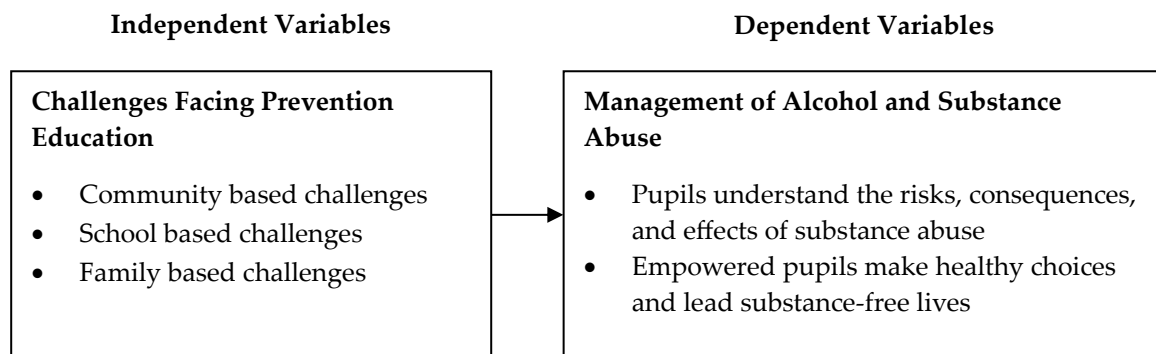 Independent Variables
Dependent Variables
Challenges Facing Prevention
Education
• Community based challenges
• School based challenges
• Family based challenges
Management of Alcohol and Substance
Abuse
• Pupils understand the risks, consequences,
and effects of substance abuse
• Empowered pupils make healthy choices
and lead substance-free lives